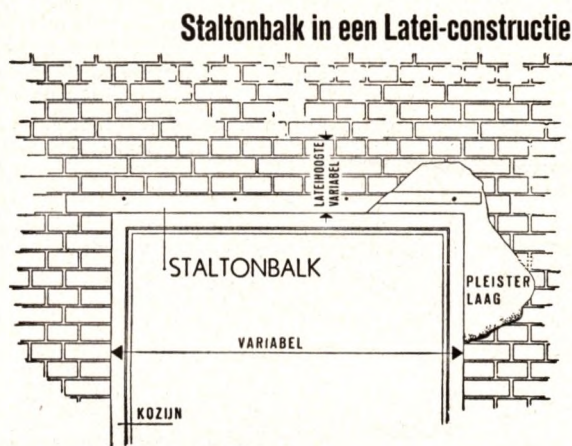 Staltonbalk in een Latei-constructie
LATEIHOOGTE
VARIABEL
STALTONBALK
PLEISTER
LAAG
VARIABEL
KOZIJN